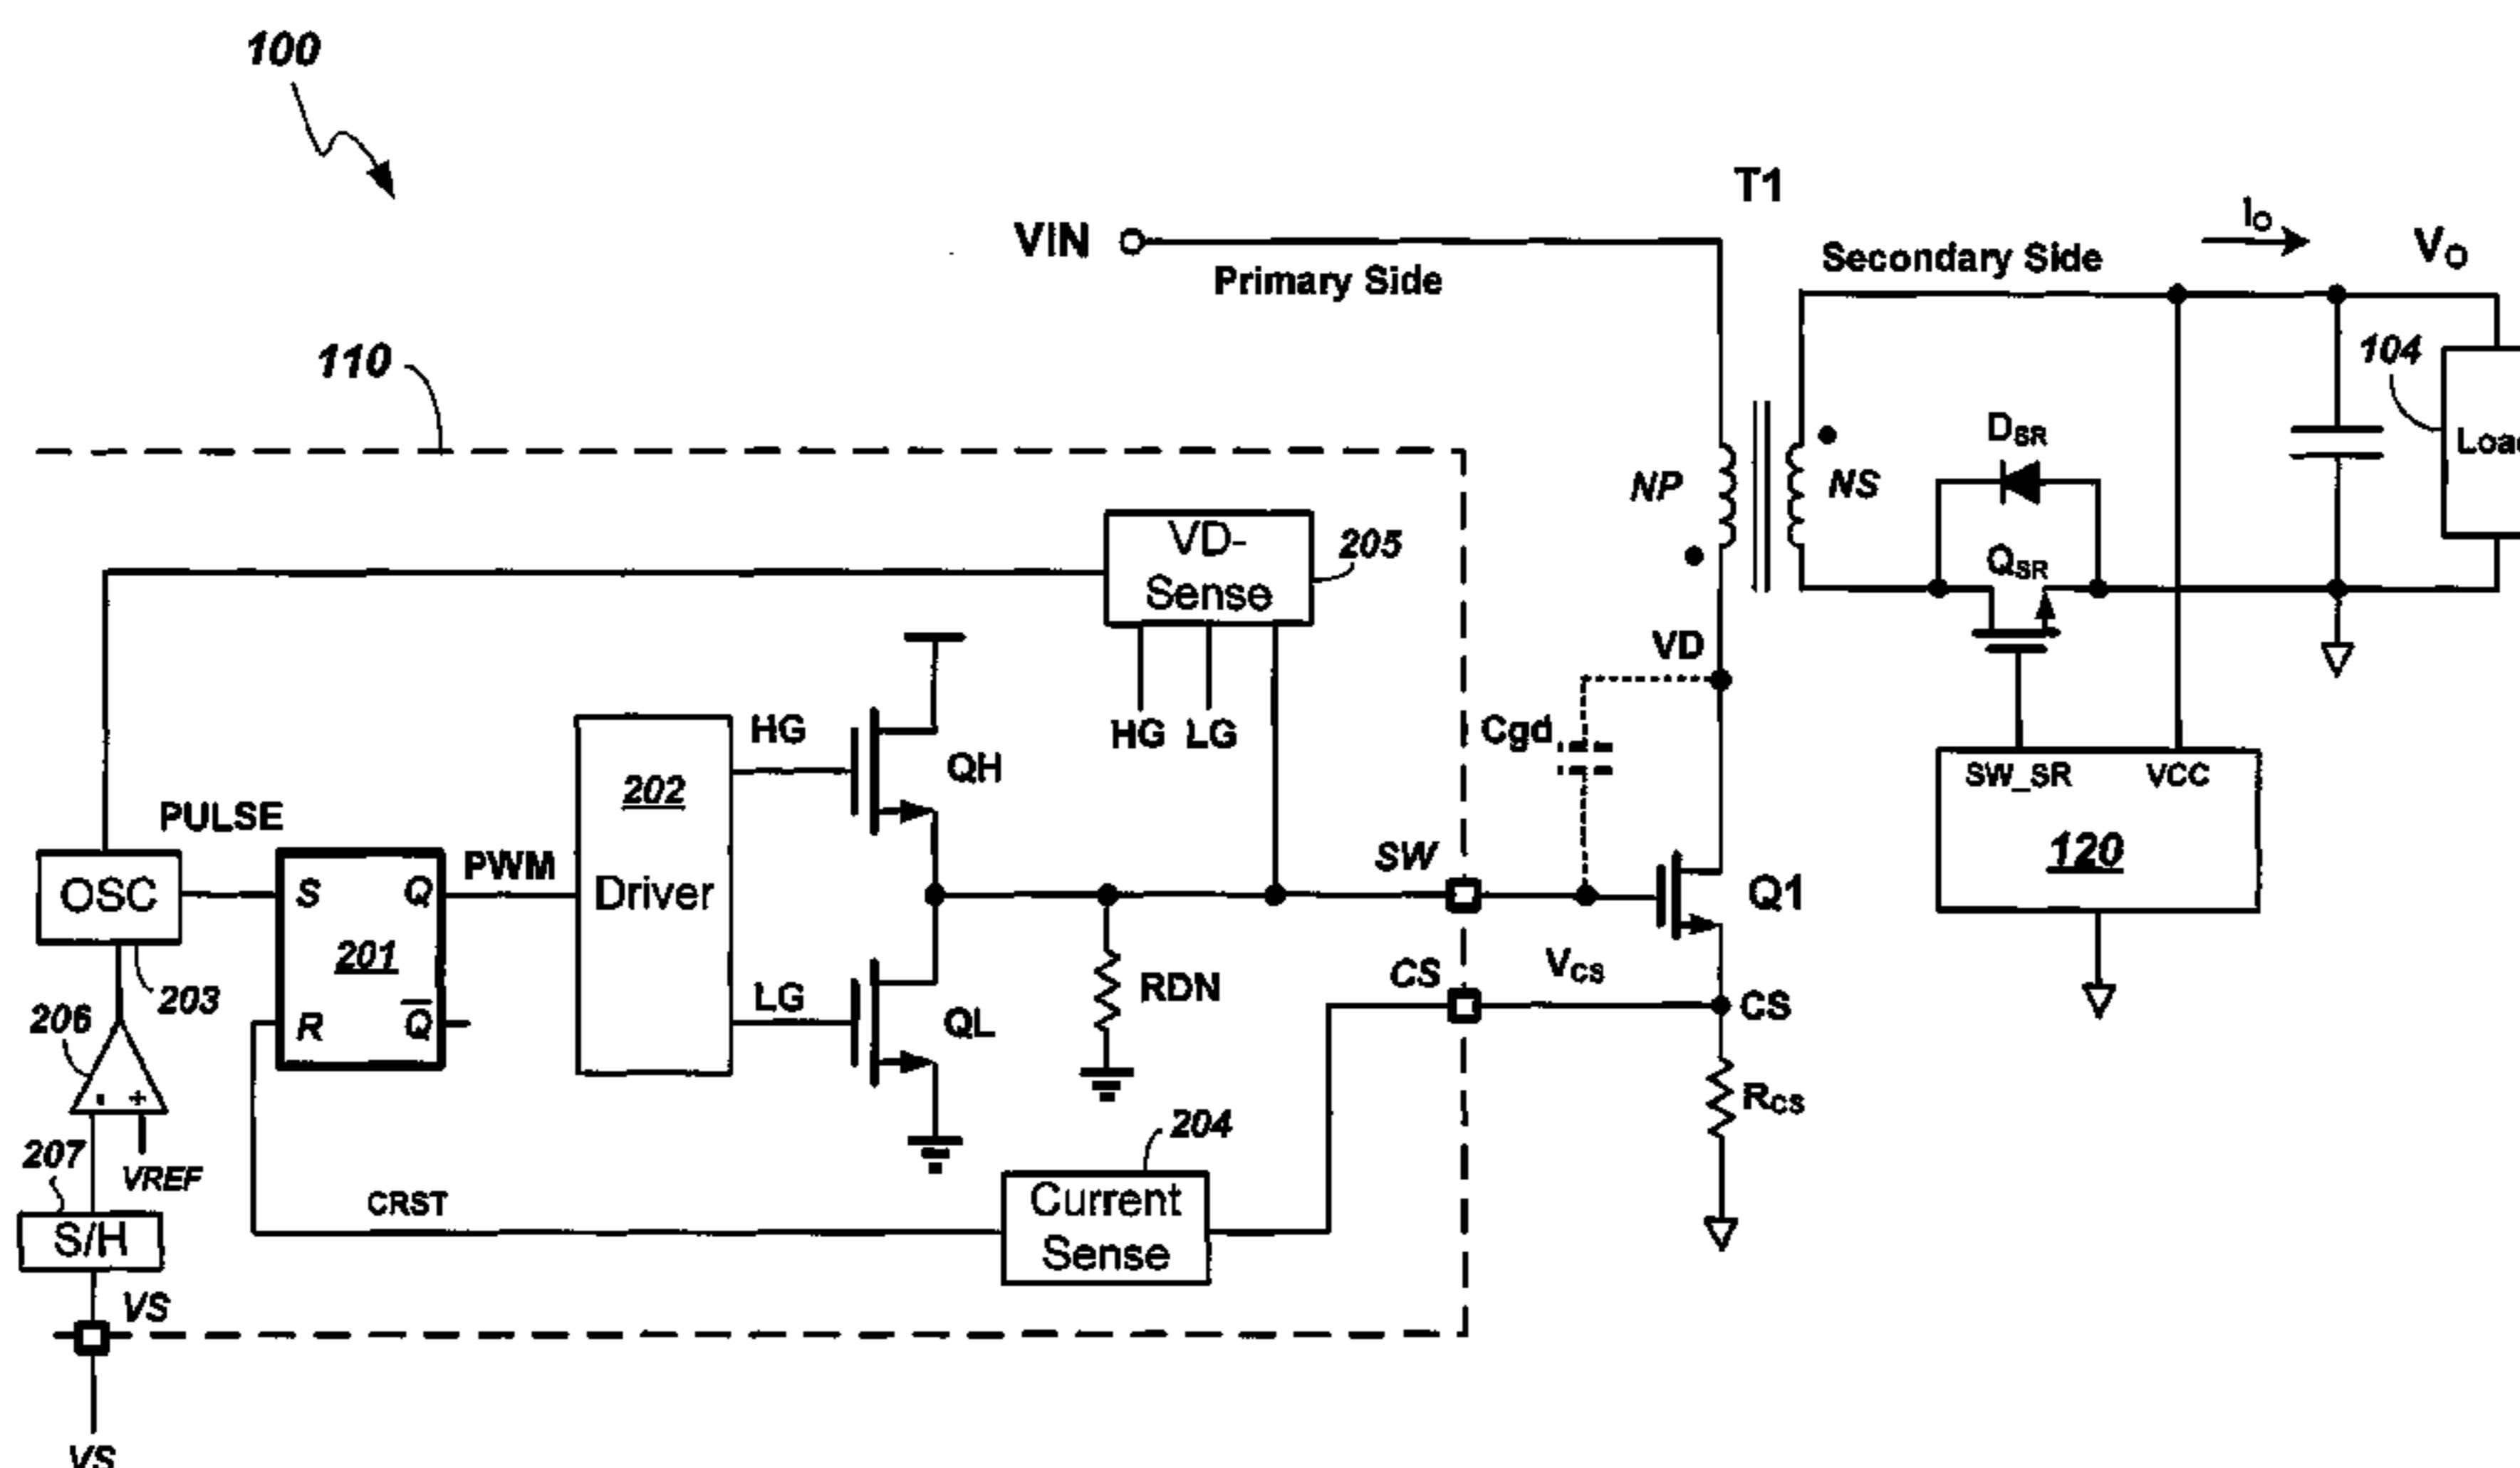 100
T1
VIN
Primary Side
Secondary Side
IO
VO
110
104
Load
DSR
NP
NS
VD-
Sense
205
QSR
VD
HG LG
Cgd
HG
QH
202
Driver
SW_SR VCC
120
PULSE
OSC
S Q
PWM
201
R Q
SW
Q1
203
206
LG
QL
RDN
CS
VCS
CS
RCS
- +
VREF
207
S/H
CRST
204
Current
Sense
VS
VS